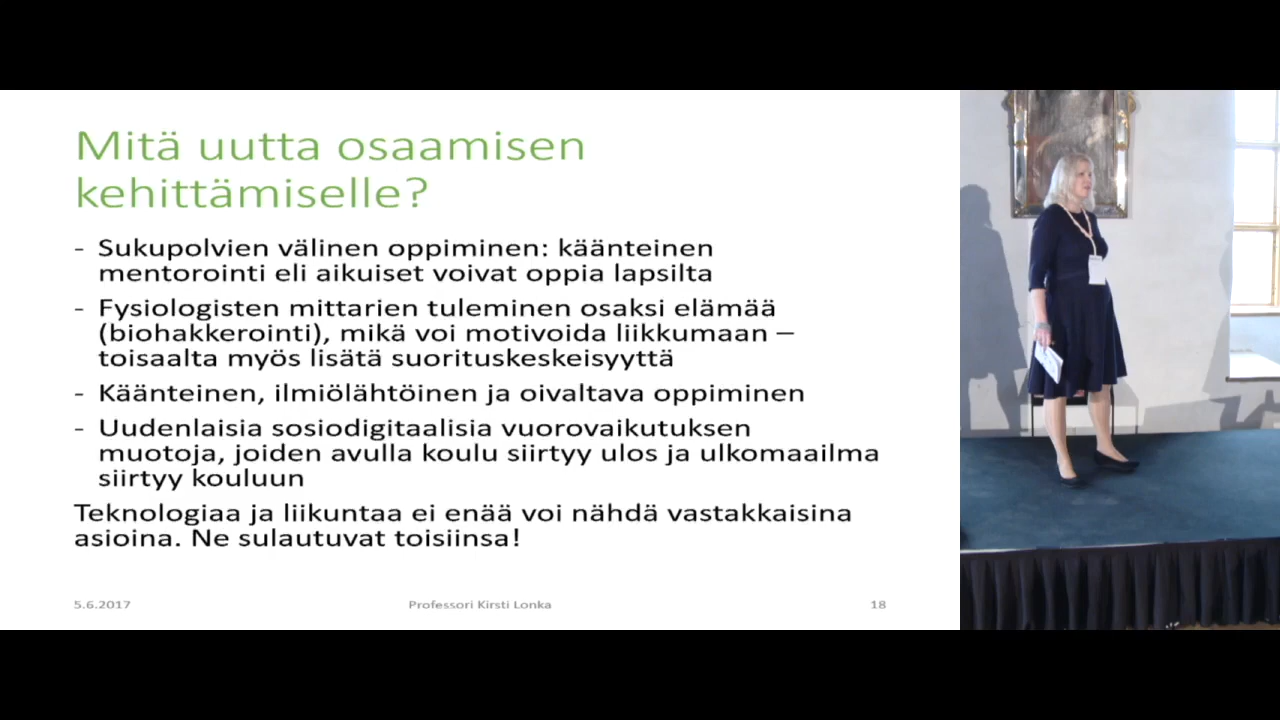 Mitä uutta osaamisen
kehittämiselle?
- Sukupolvien välinen oppiminen: käänteinen
mentorointi eli aikuiset voivat oppia lapsilta
- Fysiologisten mittarien tuleminen osaksi elämää
(biohakkerointi), mikä voi motivoida liikkumaan –
toisaalta myös lisätä suorituskeskeisyyttä
- Käänteinen, ilmiölähtöinen ja oivaltava oppiminen
- Uudenlaisia sosiodigitaalisia vuorovaikutuksen
muotoja, joiden avulla koulu siirtyy ulos ja ulkomaailma
siirtyy kouluun
Teknologiaa ja liikuntaa ei enää voi nähdä vastakkaisina
asioina. Ne sulautuvat toisiinsa!
5.6.2017 Professori Kirsti Lonka 18